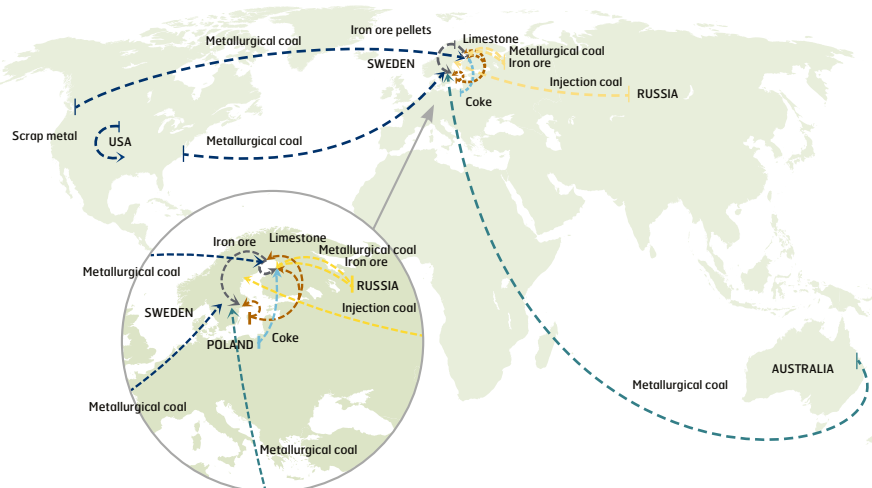 Iron ore pellets
Limestone
Metallurgical coal
Metallurgical coal
SWEDEN
Iron ore
Injection coal
RUSSIA
Coke
Scrap metal
USA
Metallurgical coal
Iron ore
Limestone
Metallurgical coal
Iron ore
Metallurgical coal
RUSSIA
Injection coal
SWEDEN
POLAND
Coke
AUSTRALIA
Metallurgical coal
Metallurgical coal
Metallurgical coal